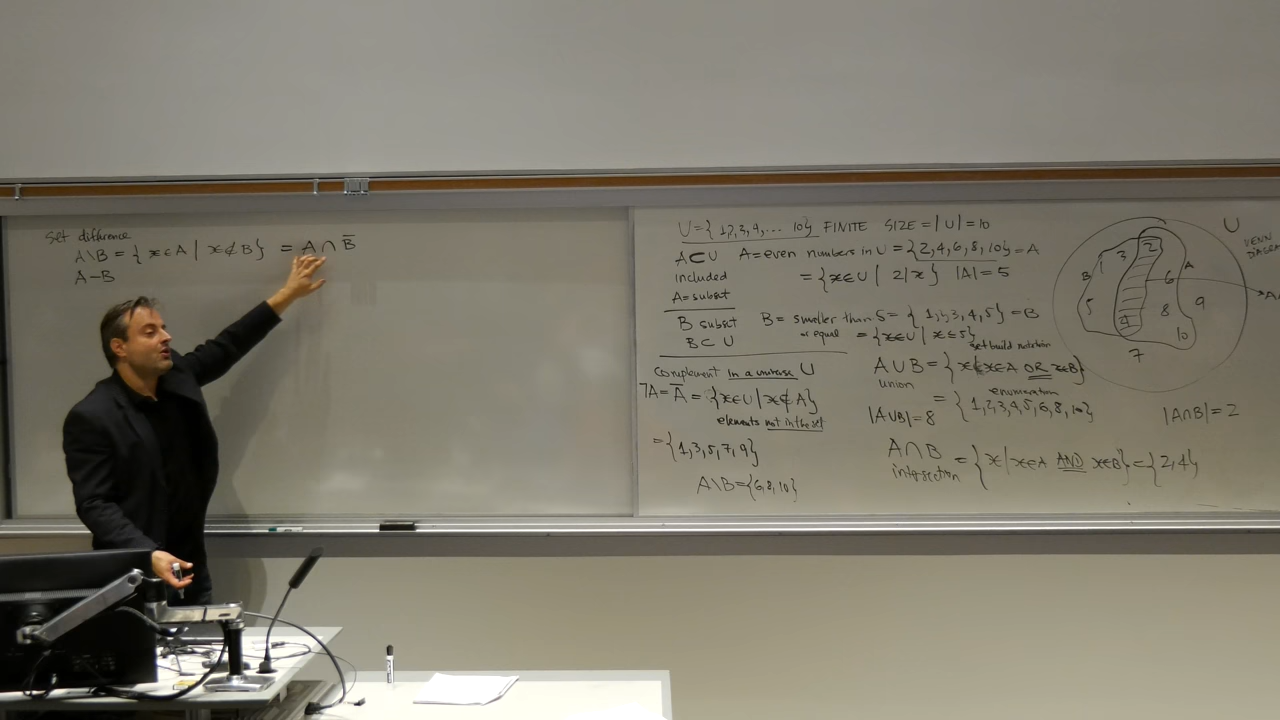 set difference
A\B = { x∈A | x∉B } = A∩B̅
A−B
U={1,2,3,4,... 10} FINITE SIZE = |U| = 10
A⊂U A = even numbers in U = {2,4,6,8,10} = A
included = {x∈U | 2|x} |A| = 5
A = subset
B subset B = smaller than 5 = {1,2,3,4,5} = B
or equal
B⊂U = {x∈U | x≤5}
set build notation
complement in a universe U
A∪B = {x|x∈A OR x∈B}
union
¬A = A̅ = {x∈U | x∉A}
elements not in the set
enumeration
= {1,2,3,4,5,6,8,10}
|A∪B|=8
|A∩B|=2
={1,3,5,7,9}
A∩B = {x|x∈A AND x∈B} = {2,4}
intersection
A\B={6,8,10}
U
VENN
B 1 3 2 A
6
5 8 9
4 10
7